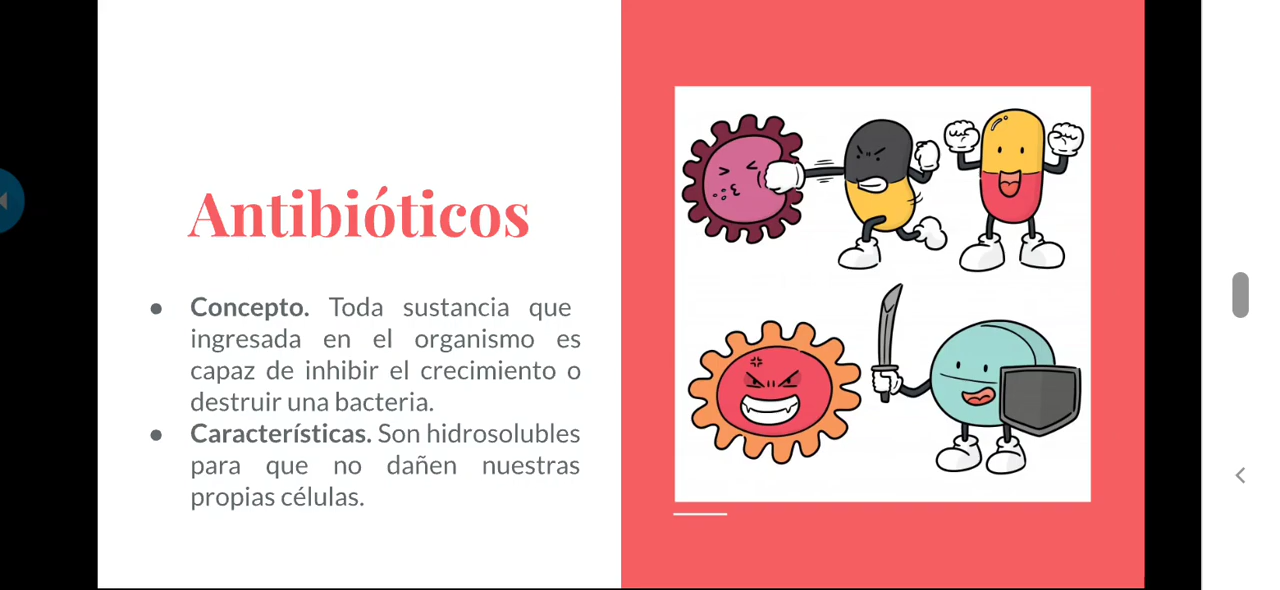 Antibióticos
● Concepto. Toda sustancia que
ingresada en el organismo es
capaz de inhibir el crecimiento o
destruir una bacteria.
● Características. Son hidrosolubles
para que no dañen nuestras
propias células.